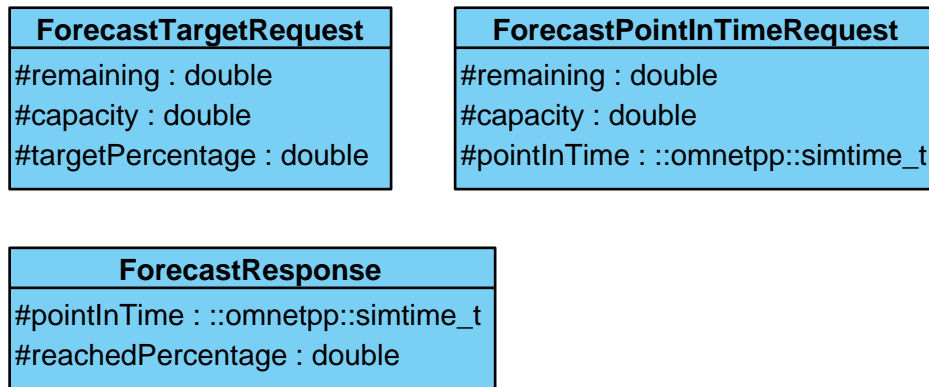 ForecastTargetRequest
#remaining : double
#capacity : double
#targetPercentage : double
ForecastPointInTimeRequest
#remaining : double
#capacity : double
#pointInTime : ::omnetpp::simtime_t
ForecastResponse
#pointInTime : ::omnetpp::simtime_t
#reachedPercentage : double